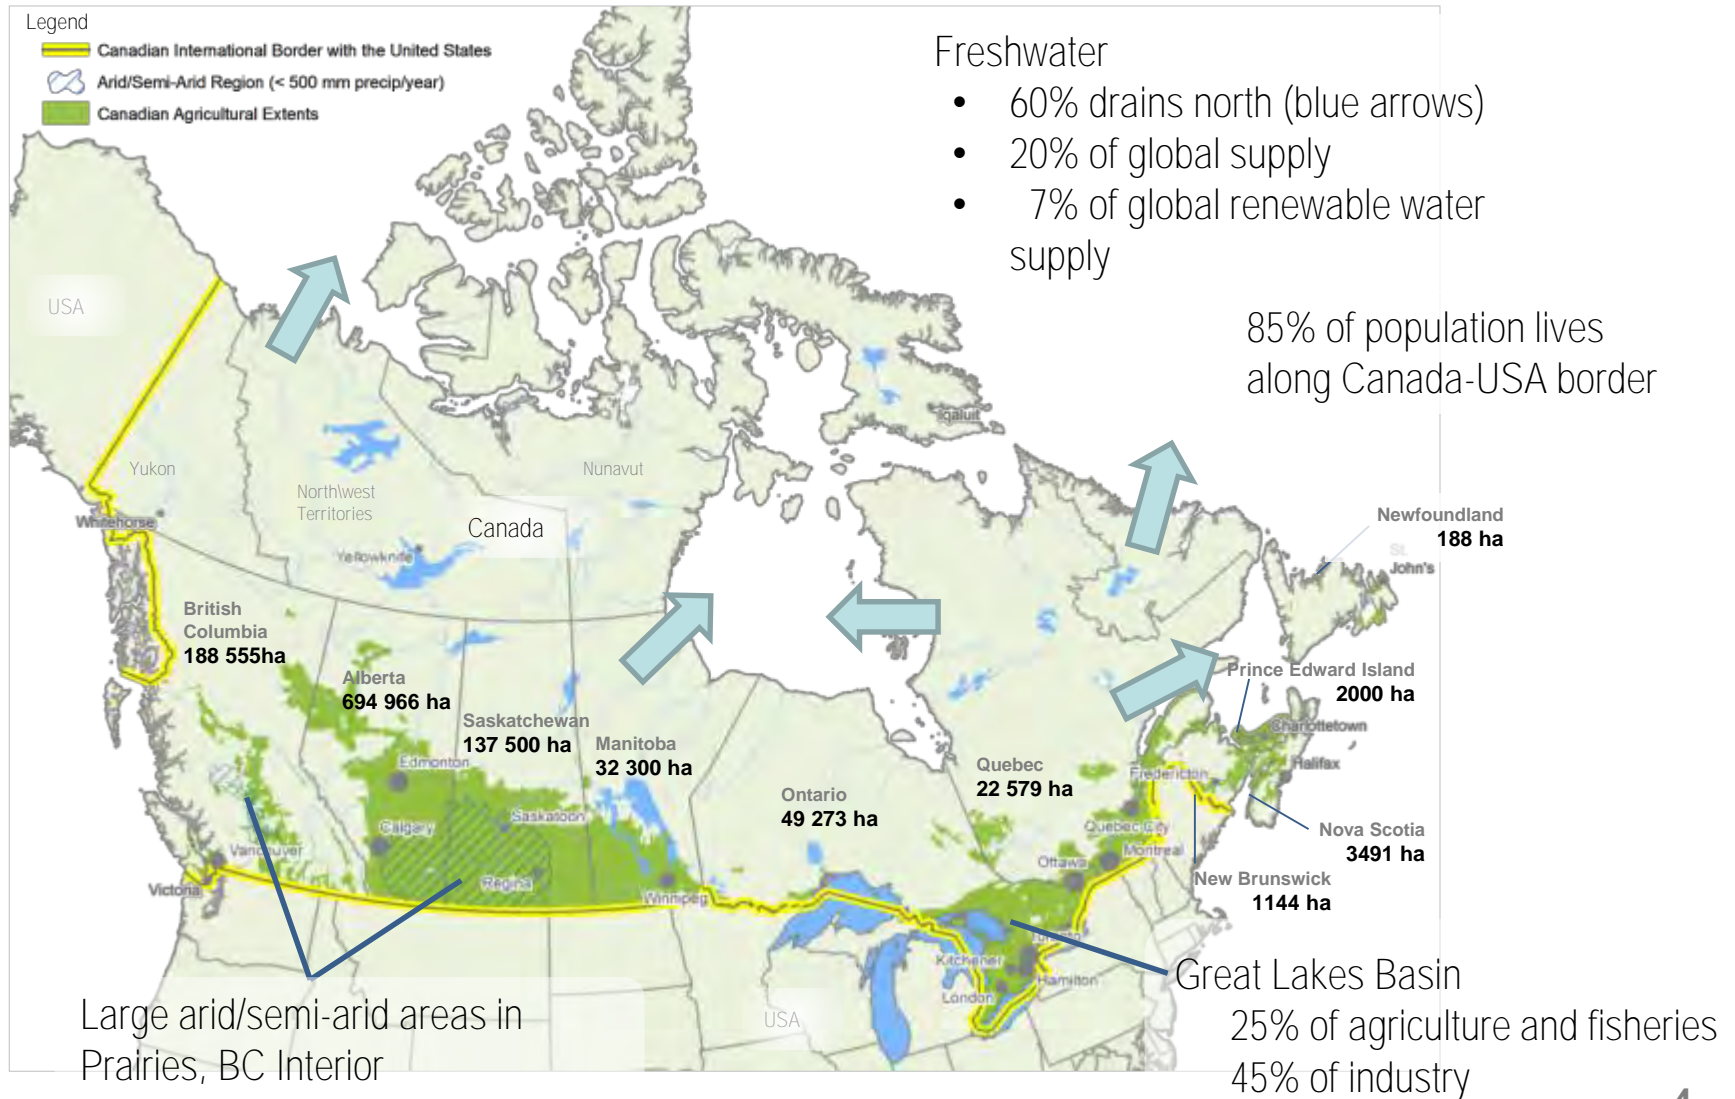 Legend
Canadian International Border with the United States
Arid/Semi-Arid Region (< 500 mm precip/year)
Canadian Agricultural Extents
Freshwater
• 60% drains north (blue arrows)
• 20% of global supply
• 7% of global renewable water
supply
85% of population lives
along Canada-USA border
USA
Yukon
North\west
Territories
Nunavut
Canada
Iqaluit
Whitehorse
Yellowknife
Newfoundland
188 ha
St.
John's
British
Columbia
188 555ha
Alberta
694 966 ha
Saskatchewan
137 500 ha
Manitoba
32 300 ha
Ontario
49 273 ha
Quebec
22 579 ha
Prince Edward Island
2000 ha
Charlottetown
Halifax
Fredericton
Nova Scotia
3491 ha
New Brunswick
1144 ha
Edmonton
Calgary
Saskatoon
Regina
Vancouver
Victoria
Winnipeg
Quebec City
Montreal
Ottawa
Toronto
Kitchener
Hamilton
London
USA
Large arid/semi-arid areas in
Prairies, BC Interior
Great Lakes Basin
25% of agriculture and fisheries
45% of industry